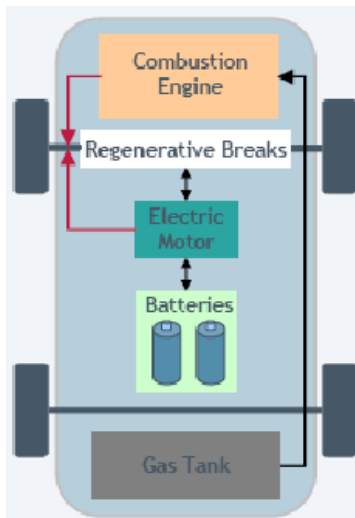 Combustion
Engine
Regenerative Breaks
Electric
Motor
Batteries
Gas Tank